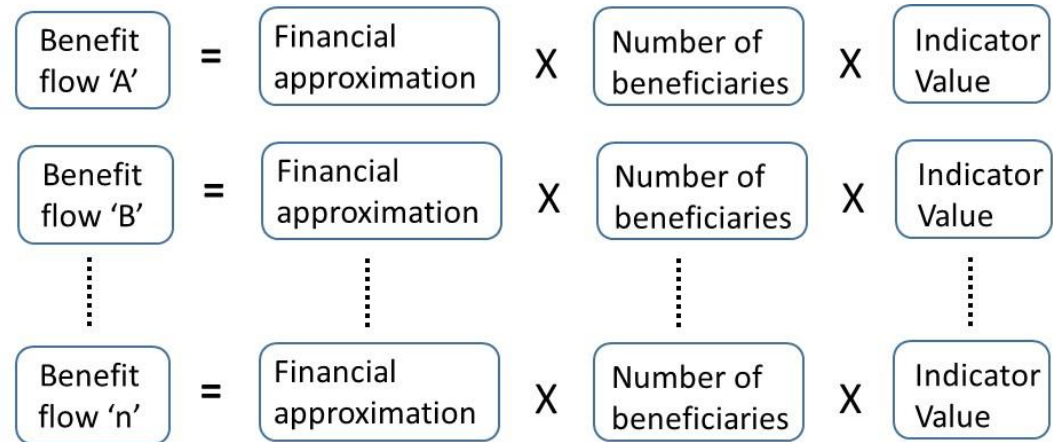 Benefit flow ‘A’ = Financial approximation X Number of beneficiaries X Indicator Value
Benefit flow ‘B’ = Financial approximation X Number of beneficiaries X Indicator Value
Benefit flow ‘n’ = Financial approximation X Number of beneficiaries X Indicator Value